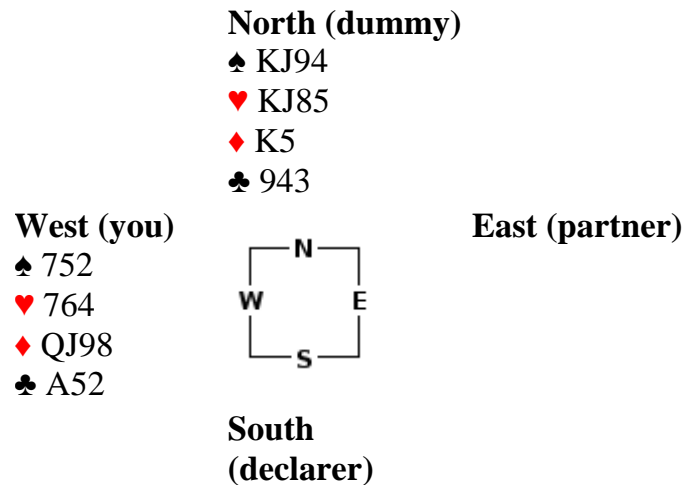 North (dummy)
♠ KJ94
♥ KJ85
♦ K5
♣ 943
West (you)
♠ 752
♥ 764
♦ QJ98
♣ A52
N
W E
S
East (partner)
South
(declarer)